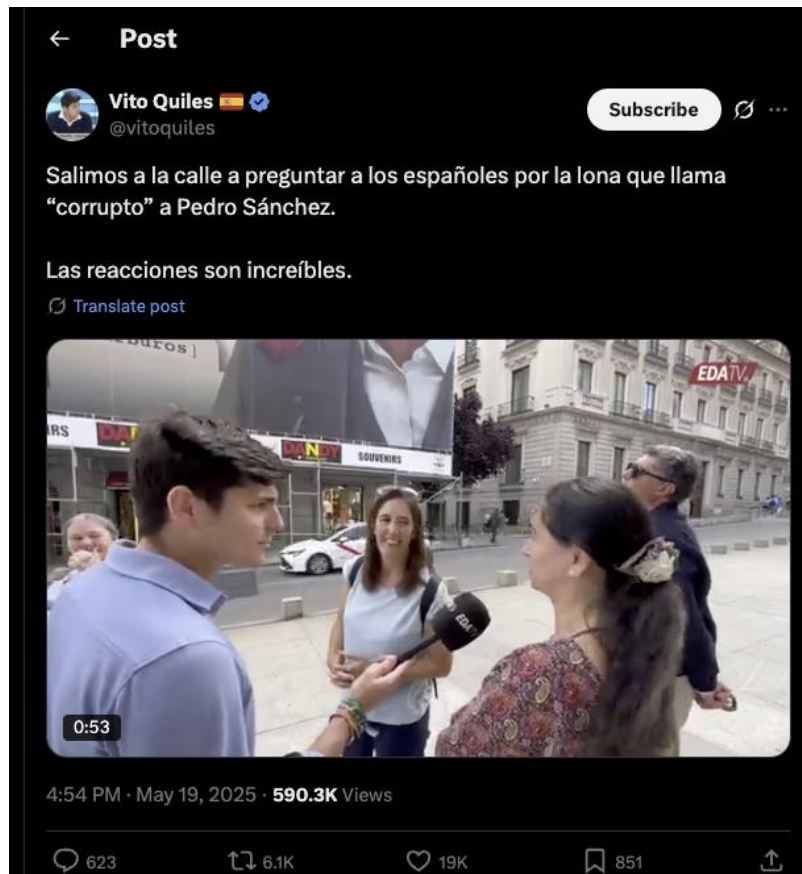 Post
Vito Quiles
Subscribe
@vitoquiles
Salimos a la calle a preguntar a los españoles por la lona que llama
“corrupto” a Pedro Sánchez.
Las reacciones son increíbles.
Translate post
EDATV.
DANDY
SOUVENIRS
EDATV
0:53
4:54 PM · May 19, 2025 · 590.3K Views
623
6.1K
19K
851